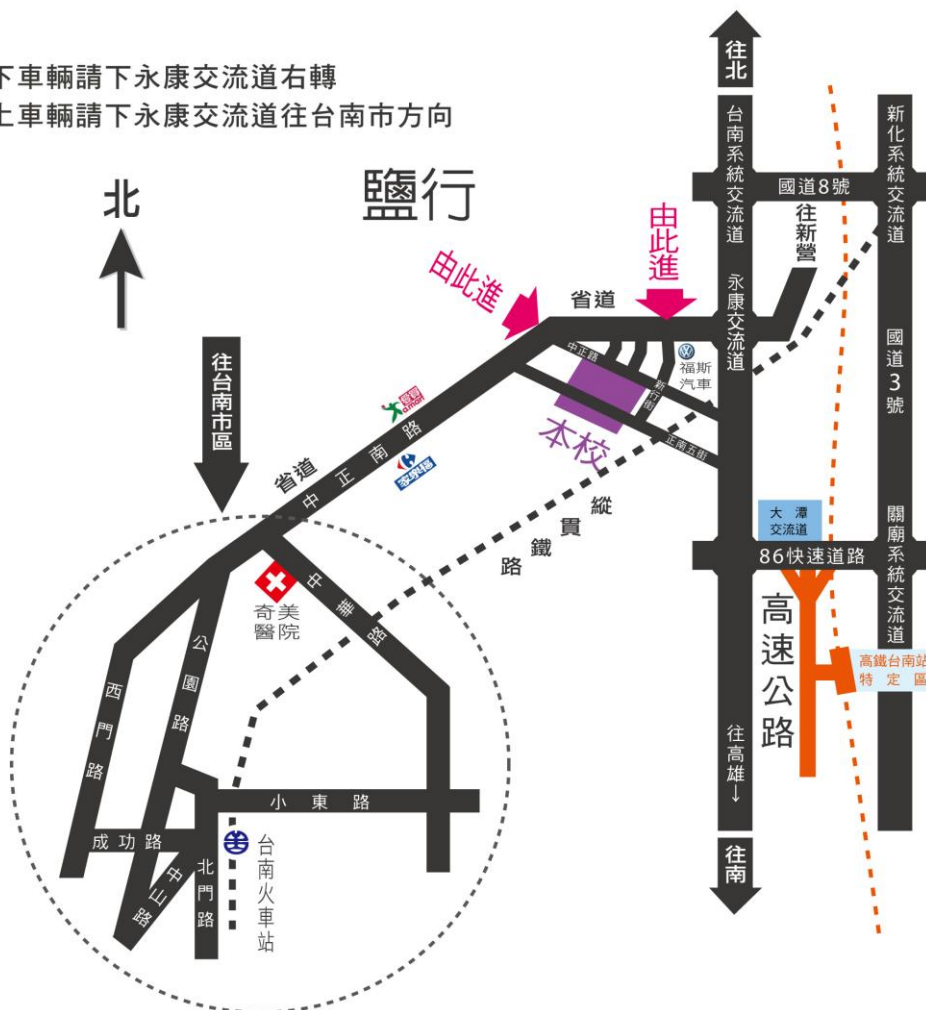 下車輛請下永康交流道右轉
上車輛請下永康交流道往台南市方向
北
鹽行
往北
台南系統交流道
新化系統交流道
國道8號
往新營
由此進
由此進
省道
永康交流道
國道3號
中正路
福斯
汽車
新行街
本校
正南五街
往台南市區
愛買
a.mart
家樂福
省道
中正南路
縱貫鐵路
大潭
交流道
86快速道路
關廟系統交流道
高速公路
高鐵台南站
特定區
奇美
醫院
中華路
公園路
西門路
小東路
成功路
中山路
北門路
台南火車站
往高雄↓
往南